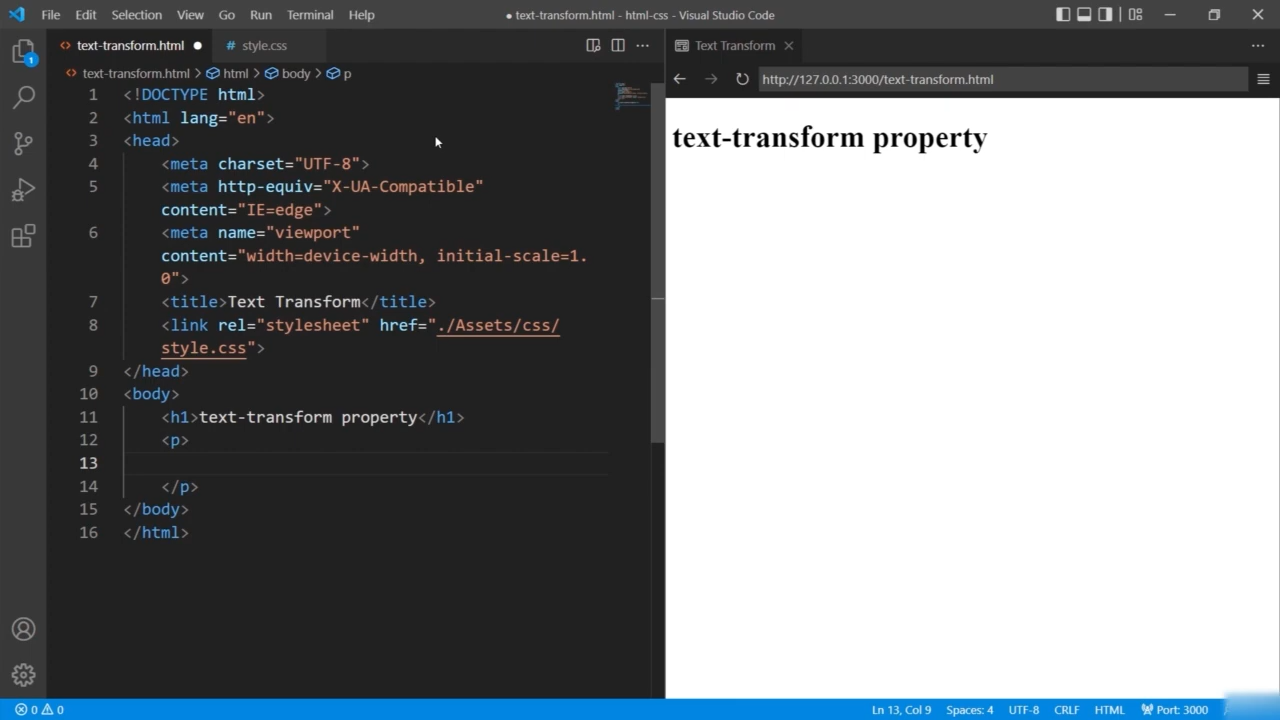 File Edit Selection View Go Run Terminal Help
● text-transform.html - html-css - Visual Studio Code
text-transform.html ●
# style.css
text-transform.html > html > body > p
1 <!DOCTYPE html>
2 <html lang="en">
3 <head>
4 <meta charset="UTF-8">
5 <meta http-equiv="X-UA-Compatible"
content="IE=edge">
6 <meta name="viewport"
content="width=device-width, initial-scale=1.
0">
7 <title>Text Transform</title>
8 <link rel="stylesheet" href="./Assets/css/
style.css">
9 </head>
10 <body>
11 <h1>text-transform property</h1>
12 <p>
13
14 </p>
15 </body>
16 </html>
1
Text Transform
http://127.0.0.1:3000/text-transform.html
text-transform property
0 0
Ln 13, Col 9 Spaces: 4 UTF-8 CRLF HTML Port: 3000